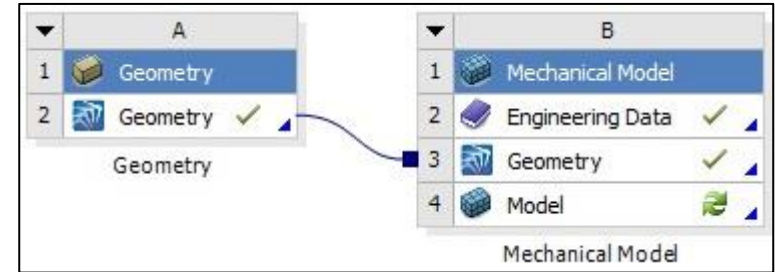 A
1 Geometry
2 Geometry
Geometry
B
1 Mechanical Model
2 Engineering Data
3 Geometry
4 Model
Mechanical Model